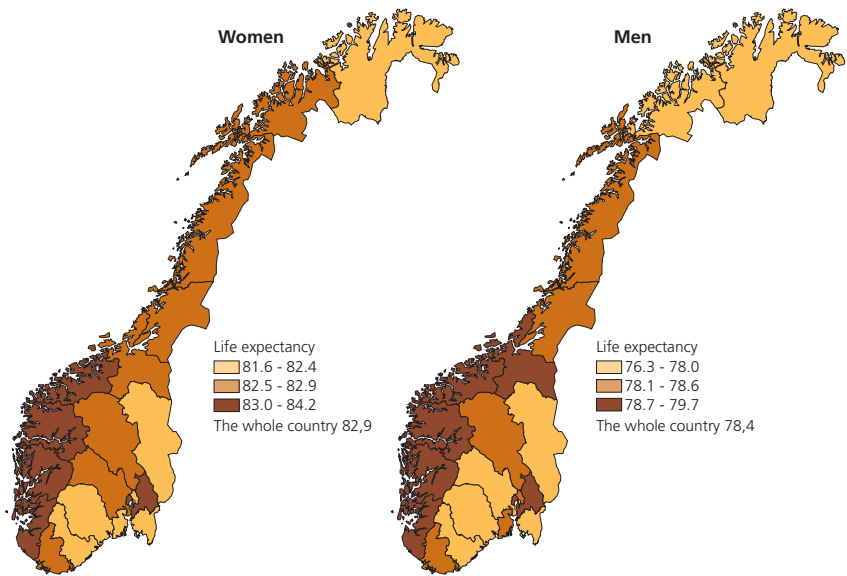 Women
Men
Life expectancy
81.6 - 82.4
82.5 - 82.9
83.0 - 84.2
The whole country 82,9
Life expectancy
76.3 - 78.0
78.1 - 78.6
78.7 - 79.7
The whole country 78,4